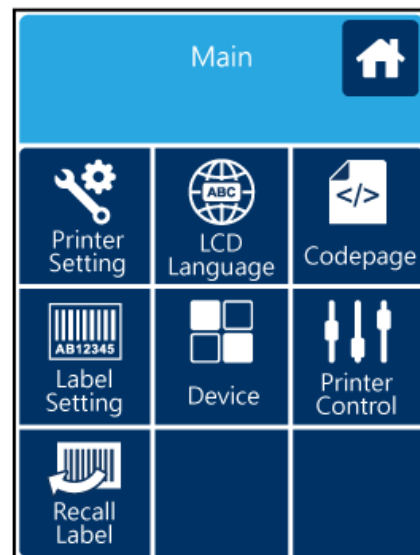 Main
ABC
</>
Printer
Setting
LCD
Language
Codepage
AB12345
Label
Setting
Device
Printer
Control
Recall
Label